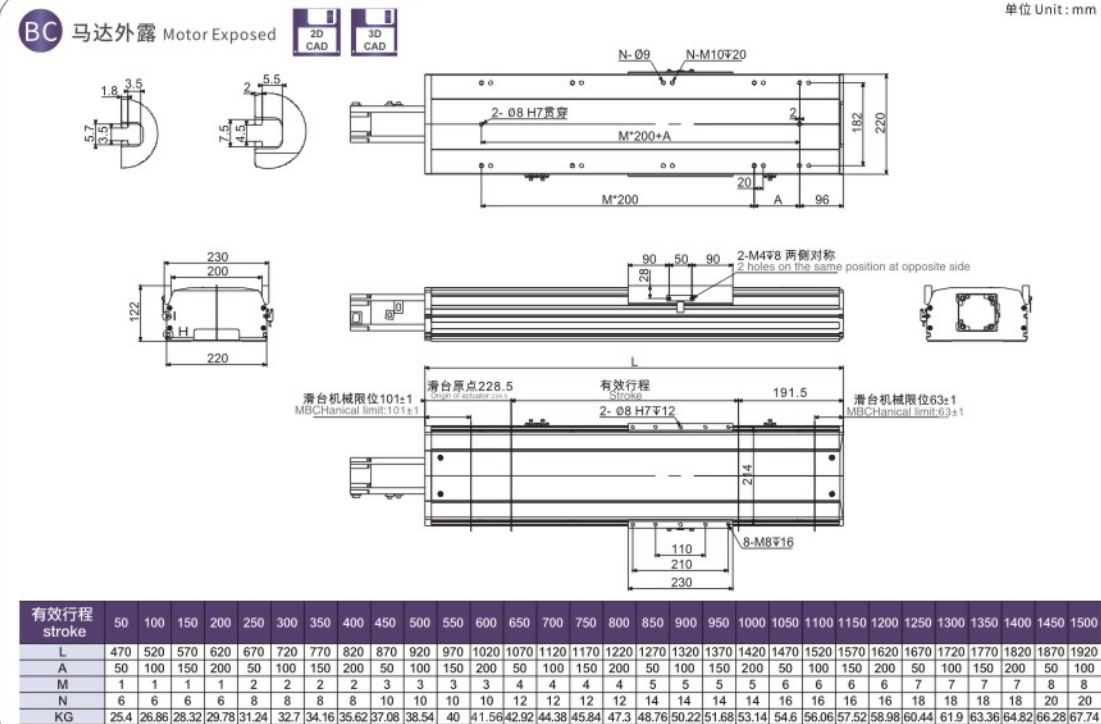 单位 Unit : mm
BC 马达外露 Motor Exposed 2D CAD 3D CAD
1.8 3.5
5.7 3.5
2 5.5
7.5 4.5
N- Ø9 N-M10↧20
2- Ø8 H7贯穿
M*200+A
2
182
220
20
M*200
A
96
230
200
122
I
H
220
90 50 90
28
2-M4↧8 两侧对称
2 holes on the same position at opposite side
L
滑台机械限位101±1
MBCHanical limit:101±1
滑台原点228.5
Origin of actuator:228.5
有效行程
Stroke
191.5
滑台机械限位63±1
MBCHanical limit:63±1
2- Ø8 H7↧12
214
8-M8↧16
110
210
230
有效行程 stroke 50 100 150 200 250 300 350 400 450 500 550 600 650 700 750 800 850 900 950 1000 1050 1100 1150 1200 1250 1300 1350 1400 1450 1500
L 470 520 570 620 670 720 770 820 870 920 970 1020 1070 1120 1170 1220 1270 1320 1370 1420 1470 1520 1570 1620 1670 1720 1770 1820 1870 1920
A 50 100 150 200 50 100 150 200 50 100 150 200 50 100 150 200 50 100 150 200 50 100 150 200 50 100 150 200 50 100
M 1 1 1 1 2 2 2 2 3 3 3 3 4 4 4 4 5 5 5 5 6 6 6 6 7 7 7 7 8 8
N 6 6 6 6 8 8 8 8 10 10 10 10 12 12 12 12 14 14 14 14 16 16 16 16 18 18 18 18 20 20
KG 25.4 26.86 28.32 29.78 31.24 32.7 34.16 35.62 37.08 38.54 40 41.56 42.92 44.38 45.84 47.3 48.76 50.22 51.68 53.14 54.6 56.06 57.52 58.98 60.44 61.9 63.36 64.82 66.28 67.74